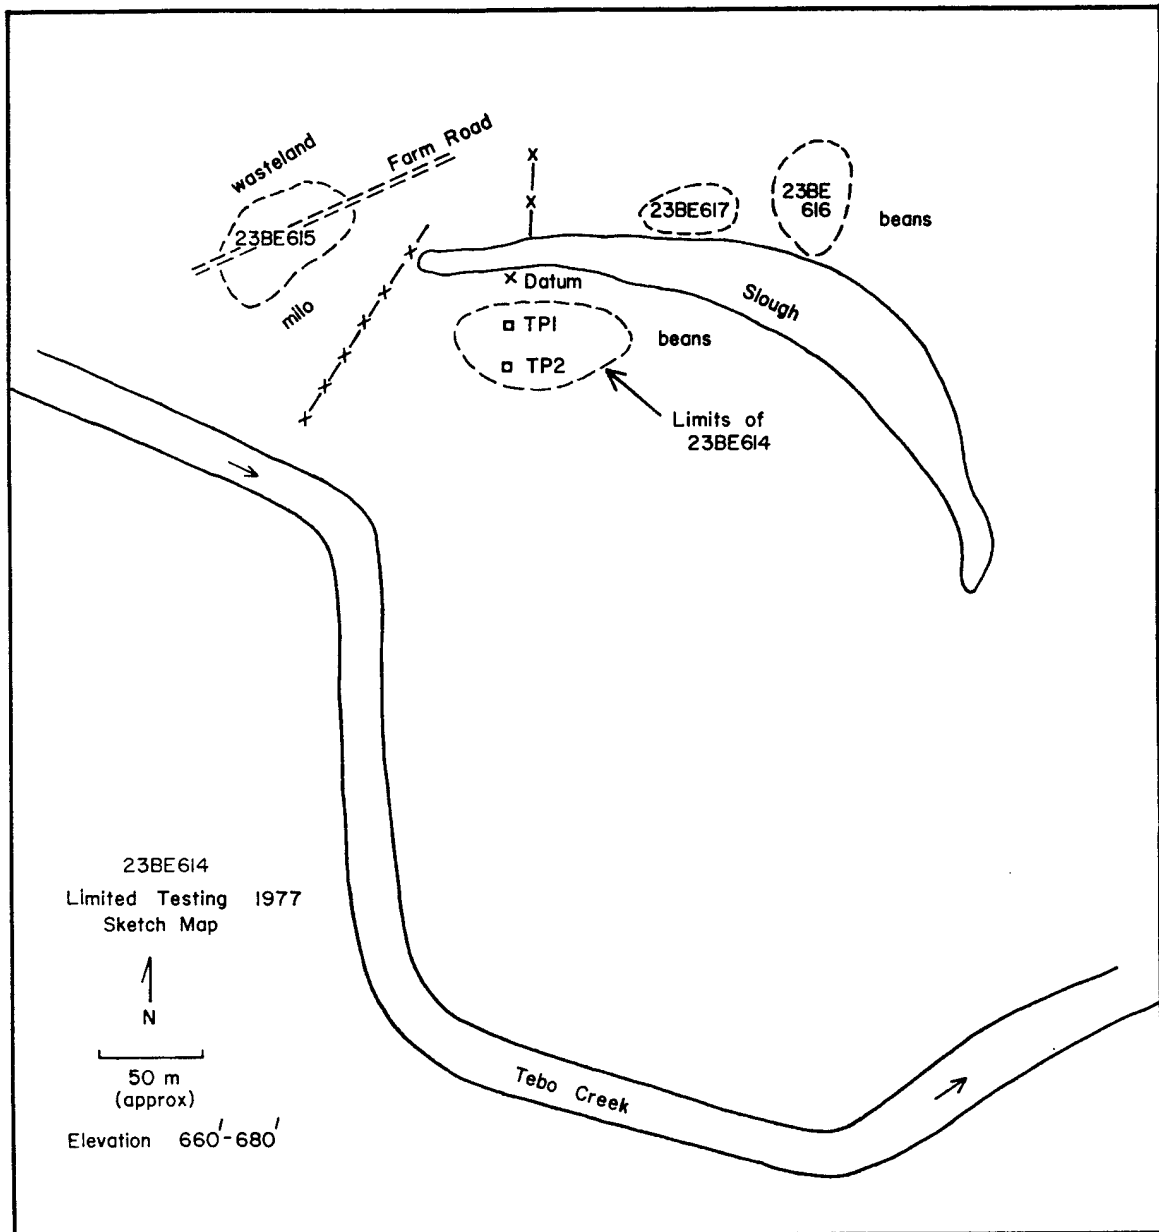 wasteland
Farm Road
23BE615
milo
23BE617
23BE
616
beans
Slough
x Datum
TP1
TP2
beans
Limits of
23BE614
23BE614
Limited Testing 1977
Sketch Map
N
50 m
(approx)
Elevation 660'-680'
Tebo Creek